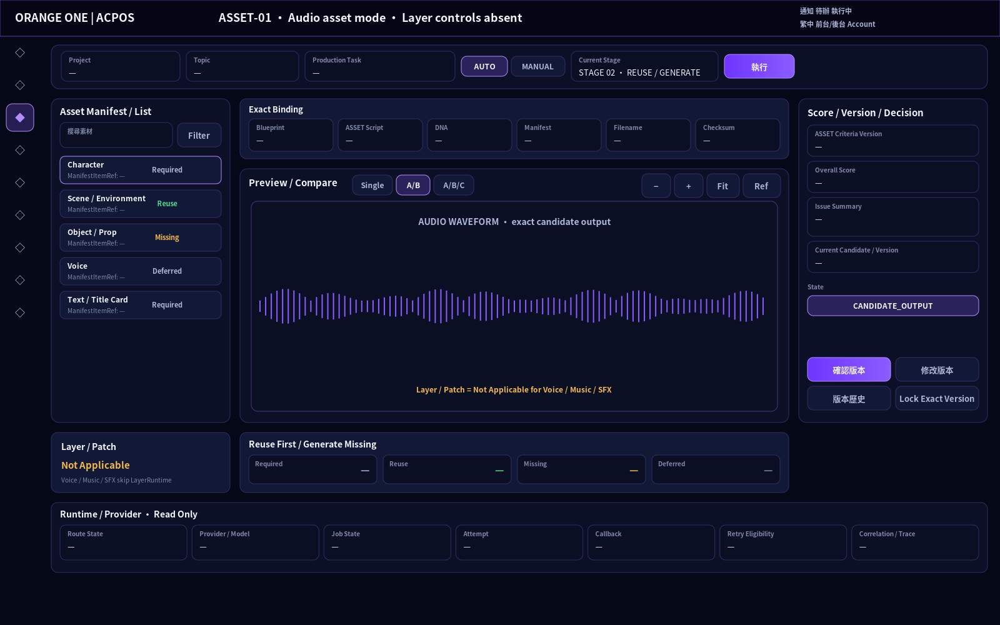 ORANGE ONE | ACPOS
ASSET-01 • Audio asset mode • Layer controls absent
通知 待辦 執行中
繁中 前台/後台 Account
Project
—
Topic
—
Production Task
—
AUTO
MANUAL
Current Stage
STAGE 02 • REUSE / GENERATE
執行
Asset Manifest / List
搜尋素材
Filter
Character
ManifestItemRef: —
Required
Scene / Environment
ManifestItemRef: —
Reuse
Object / Prop
ManifestItemRef: —
Missing
Voice
ManifestItemRef: —
Deferred
Text / Title Card
ManifestItemRef: —
Required
Exact Binding
Blueprint
—
ASSET Script
—
DNA
—
Manifest
—
Filename
—
Checksum
—
Preview / Compare
Single
A/B
A/B/C
−
+
Fit
Ref
AUDIO WAVEFORM • exact candidate output
Layer / Patch = Not Applicable for Voice / Music / SFX
Score / Version / Decision
ASSET Criteria Version
—
Overall Score
—
Issue Summary
—
Current Candidate / Version
—
State
CANDIDATE_OUTPUT
確認版本
修改版本
版本歷史
Lock Exact Version
Layer / Patch
Not Applicable
Voice / Music / SFX skip LayerRuntime
Reuse First / Generate Missing
Required
—
Reuse
—
Missing
—
Deferred
—
Runtime / Provider • Read Only
Route State
—
Provider / Model
—
Job State
—
Attempt
—
Callback
—
Retry Eligibility
—
Correlation / Trace
—